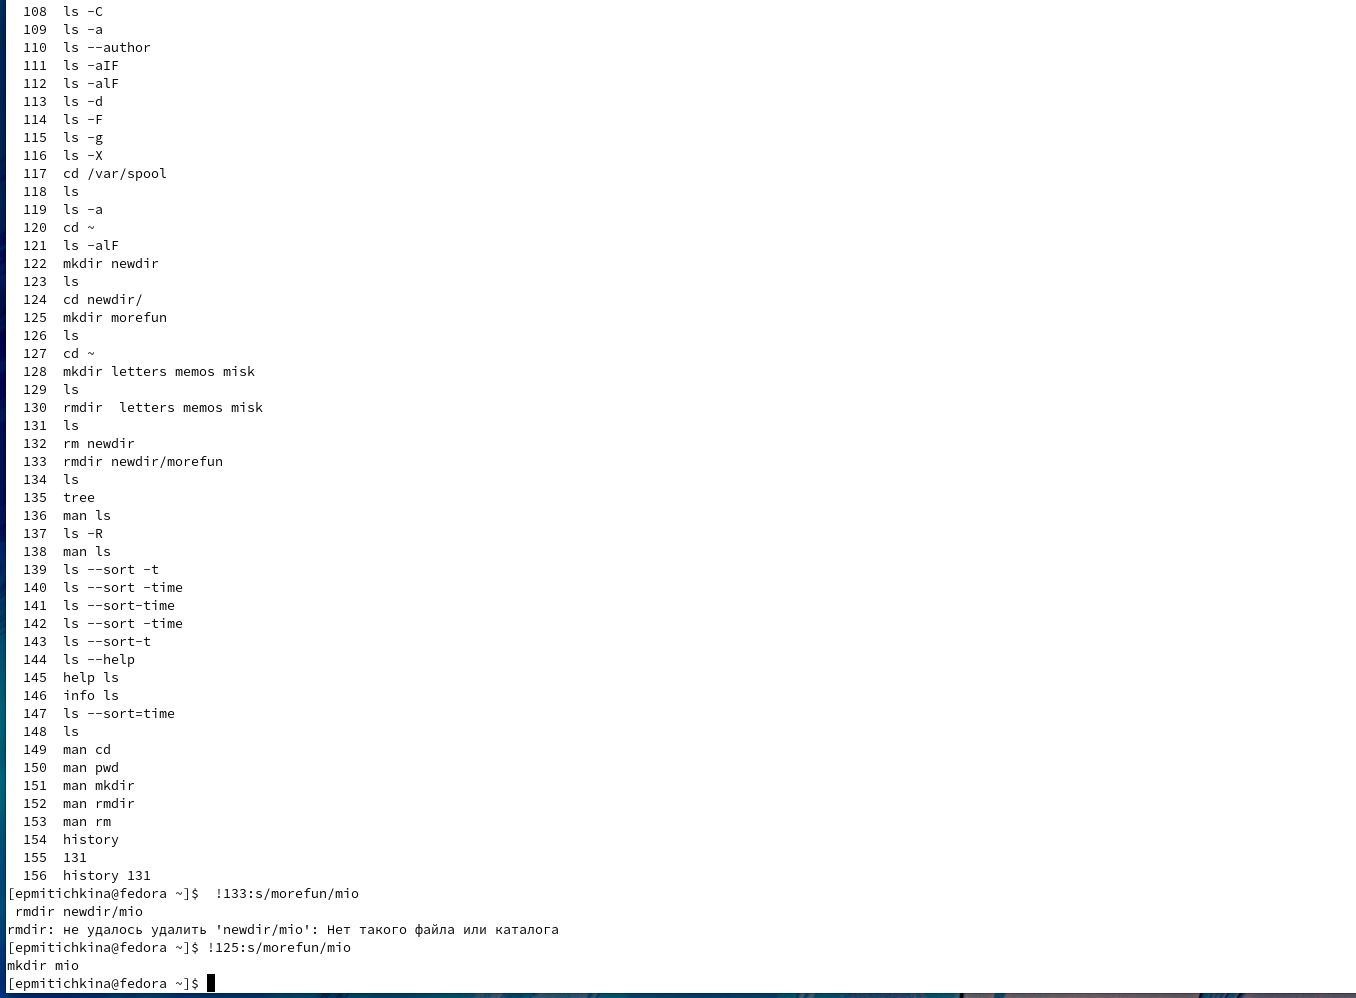 108  ls -C
109  ls -a
110  ls --author
111  ls -aIF
112  ls -alF
113  ls -d
114  ls -F
115  ls -g
116  ls -X
117  cd /var/spool
118  ls
119  ls -a
120  cd ~
121  ls -alF
122  mkdir newdir
123  ls
124  cd newdir/
125  mkdir morefun
126  ls
127  cd ~
128  mkdir letters memos misk
129  ls
130  rmdir  letters memos misk
131  ls
132  rm newdir
133  rmdir newdir/morefun
134  ls
135  tree
136  man ls
137  ls -R
138  man ls
139  ls --sort -t
140  ls --sort -time
141  ls --sort-time
142  ls --sort -time
143  ls --sort-t
144  ls --help
145  help ls
146  info ls
147  ls --sort=time
148  ls
149  man cd
150  man pwd
151  man mkdir
152  man rmdir
153  man rm
154  history
155  131
156  history 131
[epmitichkina@fedora ~]$  !133:s/morefun/mio
 rmdir newdir/mio
rmdir: не удалось удалить 'newdir/mio': Нет такого файла или каталога
[epmitichkina@fedora ~]$ !125:s/morefun/mio
mkdir mio
[epmitichkina@fedora ~]$